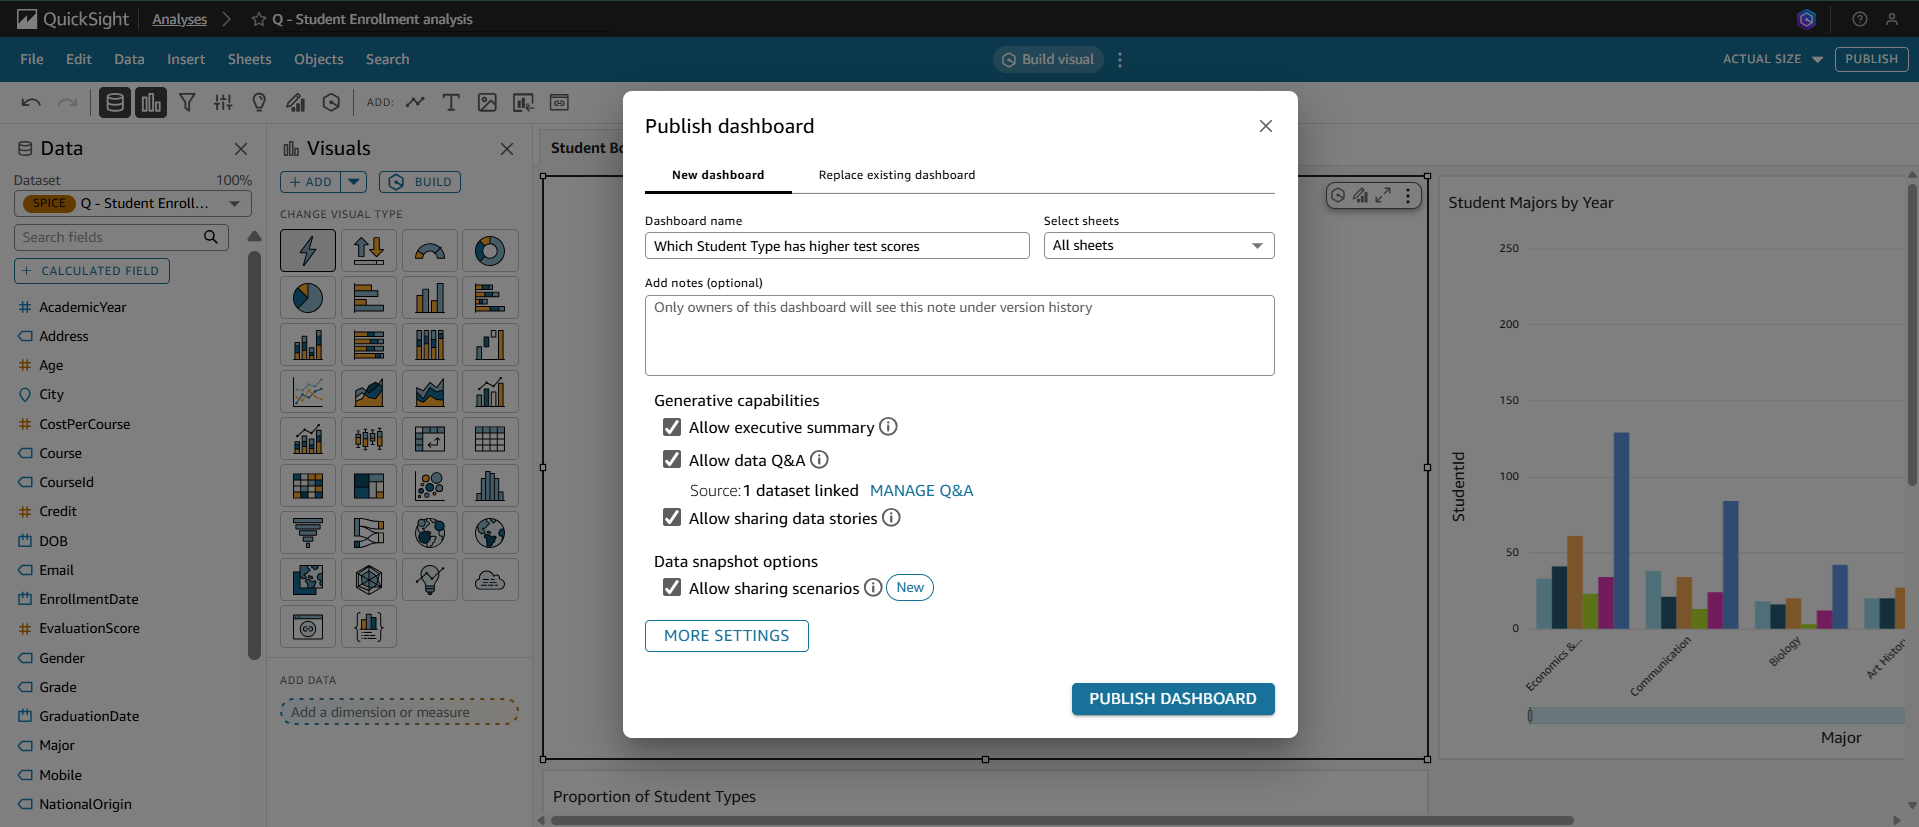 QuickSight
Analyses
Q - Student Enrollment analysis
File
Edit
Data
Insert
Sheets
Objects
Search
Build visual
ACTUAL SIZE
PUBLISH
ADD:
Data
Dataset
100%
SPICE
Q - Student Enroll...
Search fields
+ CALCULATED FIELD
AcademicYear
Address
Age
City
CostPerCourse
Course
CourseId
Credit
DOB
Email
EnrollmentDate
EvaluationScore
Gender
Grade
GraduationDate
Major
Mobile
NationalOrigin
Visuals
+ ADD
BUILD
CHANGE VISUAL TYPE
ADD DATA
Add a dimension or measure
Student Bo
Publish dashboard
New dashboard
Replace existing dashboard
Dashboard name
Which Student Type has higher test scores
Select sheets
All sheets
Add notes (optional)
Only owners of this dashboard will see this note under version history
Generative capabilities
Allow executive summary
Allow data Q&A
Source: 1 dataset linked MANAGE Q&A
Allow sharing data stories
Data snapshot options
Allow sharing scenarios New
MORE SETTINGS
PUBLISH DASHBOARD
Student Majors by Year
250
200
150
100
50
0
StudentId
Economics &...
Communication
Biology
Art Histor
Major
Proportion of Student Types